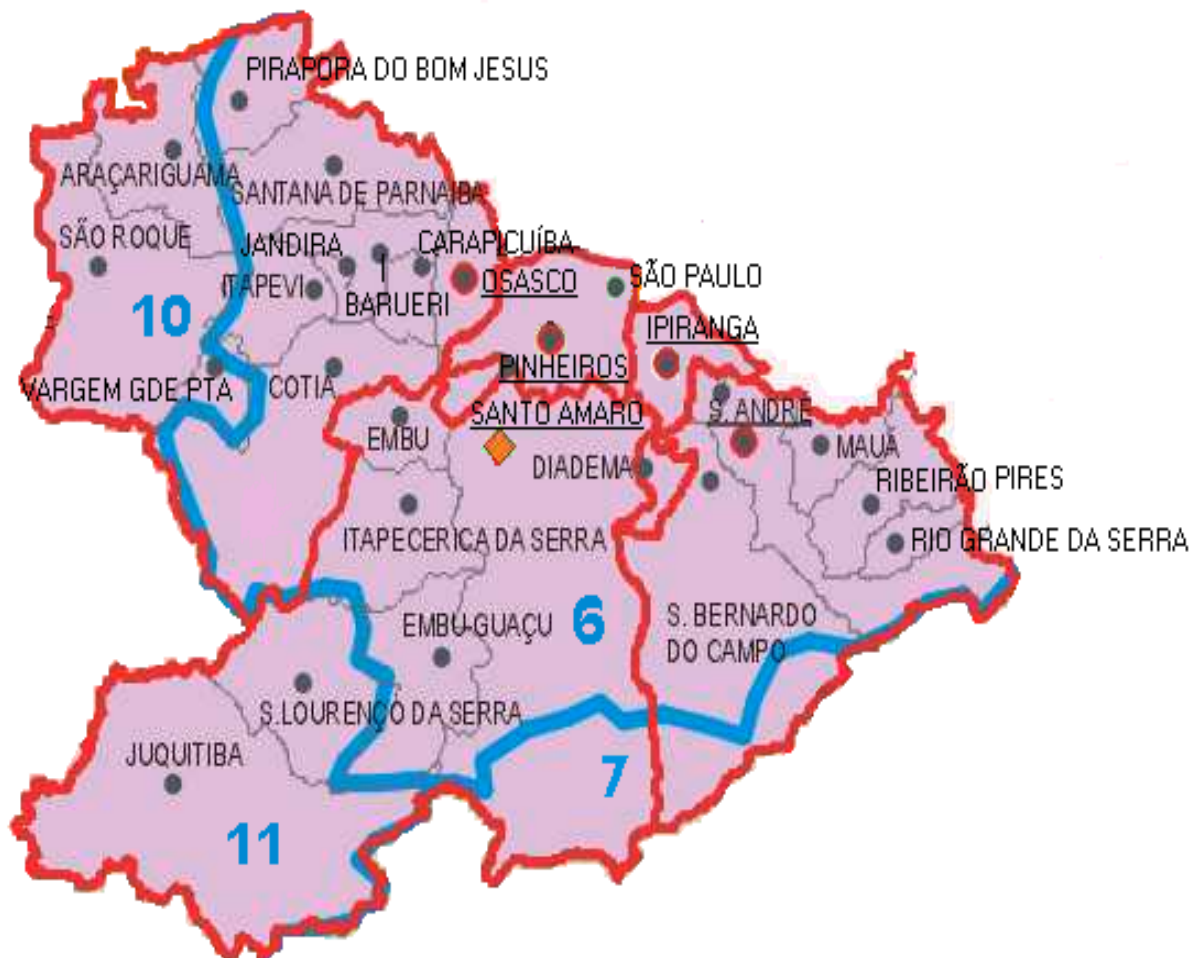 PIRAPORA DO BOM JESUS
ARAÇARIGUAMA
SANTANA DE PARNAIBA
SÃO ROQUE
JANDIRA
CARAPICUÍBA
OSASCO
SÃO PAULO
ITAPEVI
BARUERI
10
IPIRANGA
PINHEIROS
VARGEM GDE PTA
COTIA
SANTO AMARO
S. ANDRÉ
EMBU
MAUA
DIADEMA
RIBEIRÃO PIRES
ITAPECERICA DA SERRA
RIO GRANDE DA SERRA
EMBU-GUAÇU
6
S. BERNARDO
DO CAMPO
S.LOURENÇO DA SERRA
JUQUITIBA
7
11